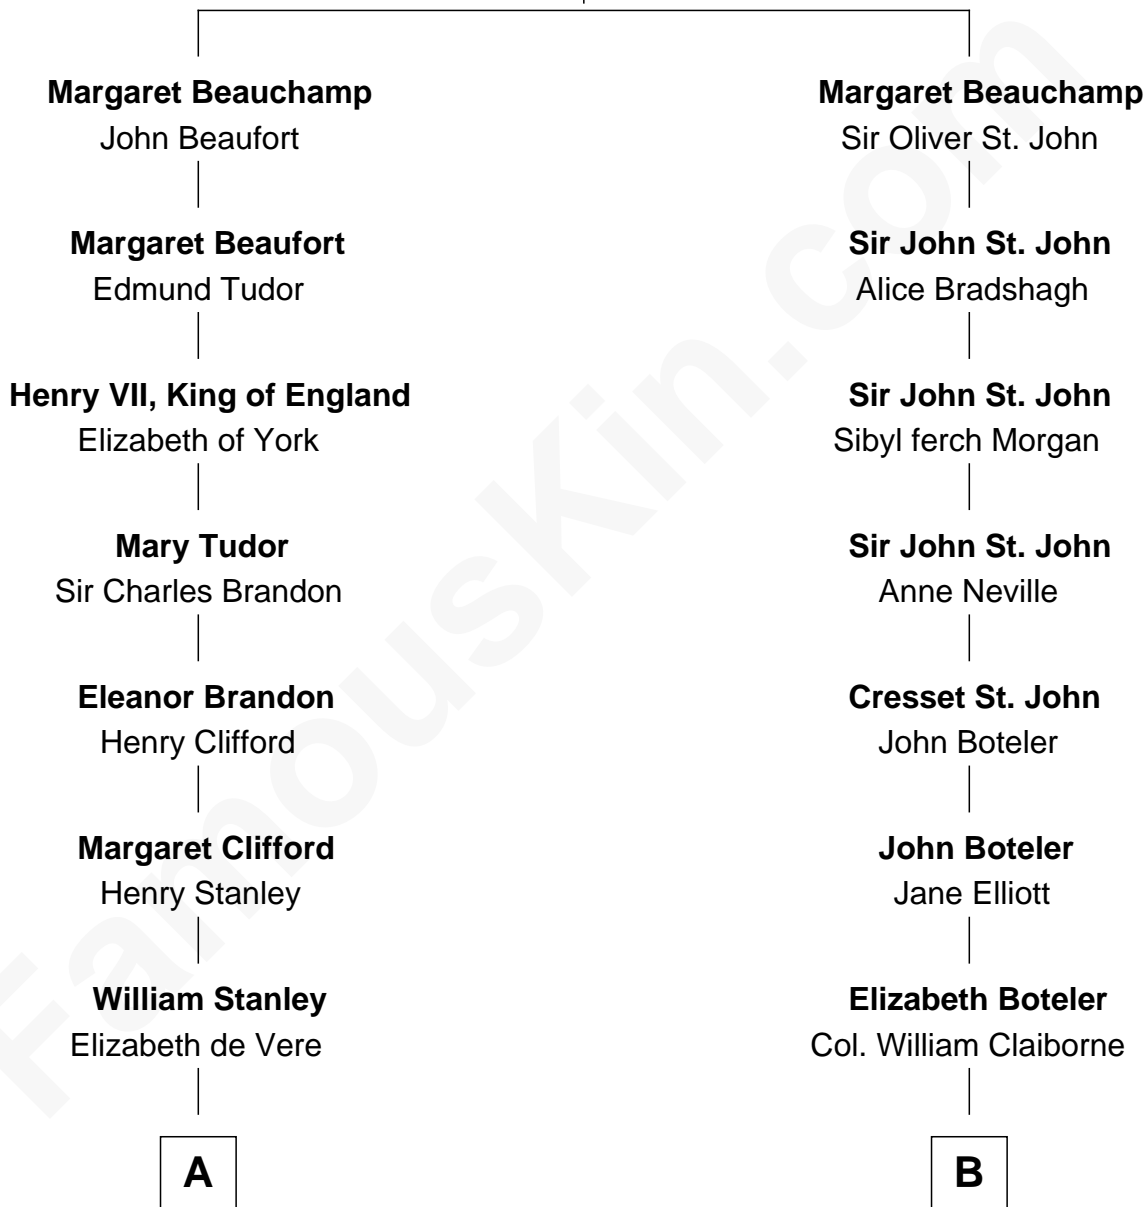 Margaret Beauchamp
John Beaufort
Margaret Beaufort
Edmund Tudor
Henry VII, King of England
Elizabeth of York
Mary Tudor
Sir Charles Brandon
Eleanor Brandon
Henry Clifford
Margaret Clifford
Henry Stanley
William Stanley
Elizabeth de Vere
A
Margaret Beauchamp
Sir Oliver St. John
Sir John St. John
Alice Bradshagh
Sir John St. John
Sibyl ferch Morgan
Sir John St. John
Anne Neville
Cresset St. John
John Boteler
John Boteler
Jane Elliott
Elizabeth Boteler
Col. William Claiborne
B
FamousKin.com